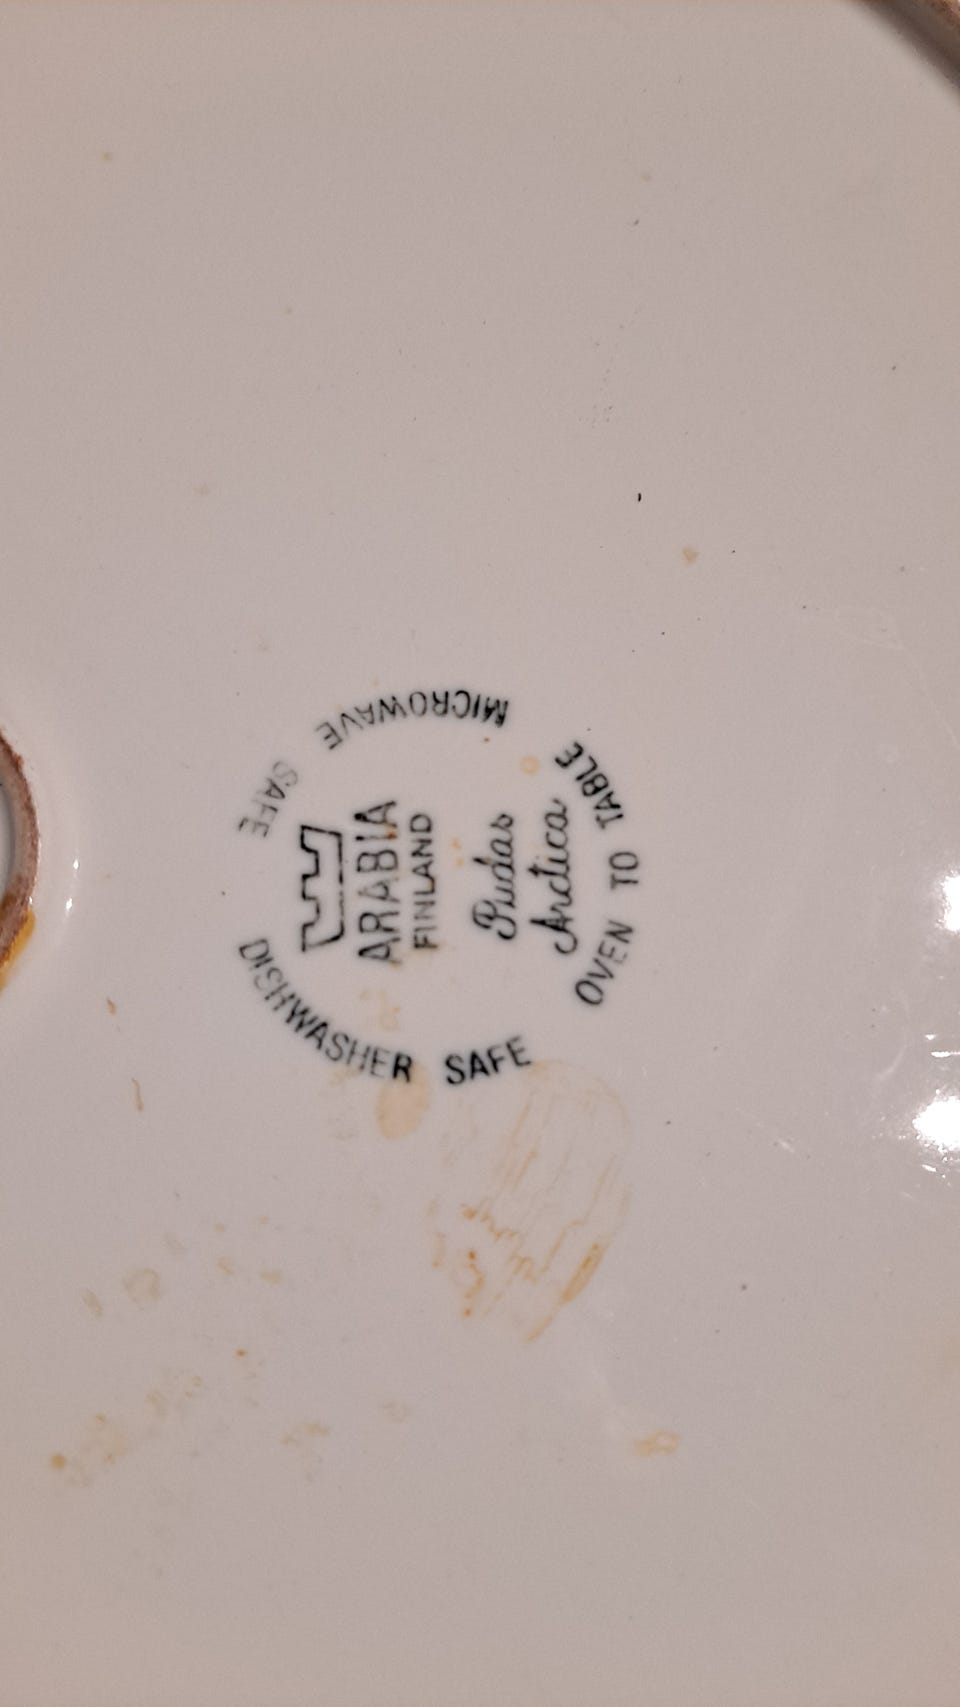 MICROWAVE SAFE
ARABIA
FINLAND
Pudas
Arctica
DISHWASHER SAFE
OVEN TO TABLE